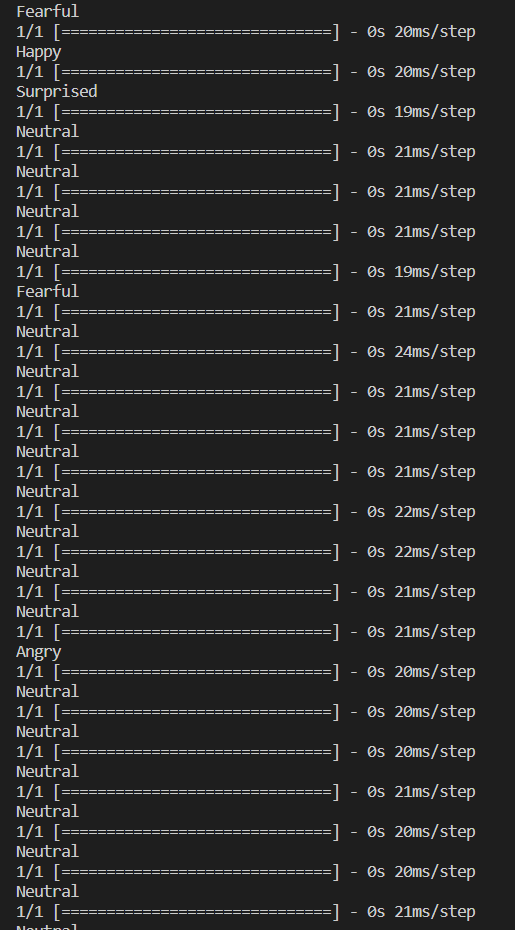 Fearful
1/1 [==============================] - 0s 20ms/step
Happy
1/1 [==============================] - 0s 20ms/step
Surprised
1/1 [==============================] - 0s 19ms/step
Neutral
1/1 [==============================] - 0s 21ms/step
Neutral
1/1 [==============================] - 0s 21ms/step
Neutral
1/1 [==============================] - 0s 21ms/step
Neutral
1/1 [==============================] - 0s 19ms/step
Fearful
1/1 [==============================] - 0s 21ms/step
Neutral
1/1 [==============================] - 0s 24ms/step
Neutral
1/1 [==============================] - 0s 21ms/step
Neutral
1/1 [==============================] - 0s 21ms/step
Neutral
1/1 [==============================] - 0s 21ms/step
Neutral
1/1 [==============================] - 0s 22ms/step
Neutral
1/1 [==============================] - 0s 22ms/step
Neutral
1/1 [==============================] - 0s 21ms/step
Neutral
1/1 [==============================] - 0s 21ms/step
Angry
1/1 [==============================] - 0s 20ms/step
Neutral
1/1 [==============================] - 0s 20ms/step
Neutral
1/1 [==============================] - 0s 20ms/step
Neutral
1/1 [==============================] - 0s 21ms/step
Neutral
1/1 [==============================] - 0s 20ms/step
Neutral
1/1 [==============================] - 0s 20ms/step
Neutral
1/1 [==============================] - 0s 21ms/step
Neutral